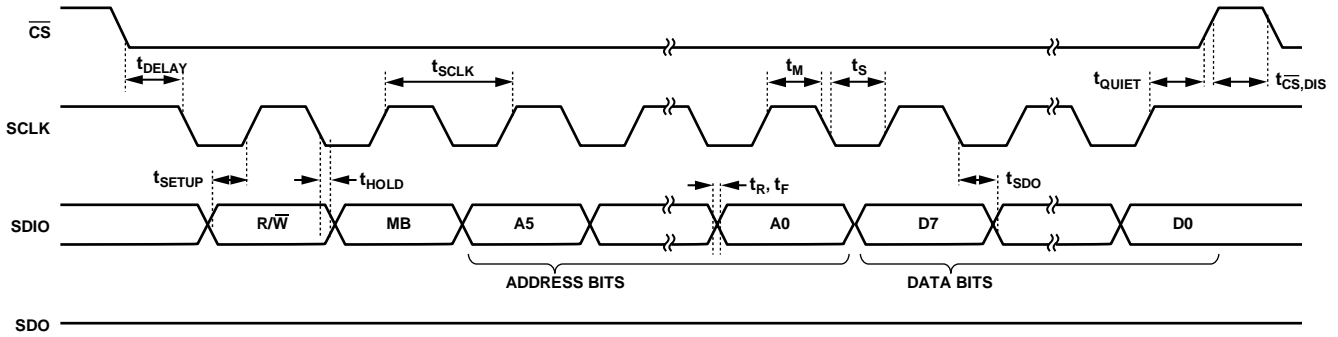 CS
tDELAY
tSCLK
tM
tS
tQUIET
tCS,DIS
SCLK
tSETUP
tHOLD
tR, tF
tSDO
SDIO
R/W
MB
A5
A0
D7
D0
ADDRESS BITS
DATA BITS
SDO